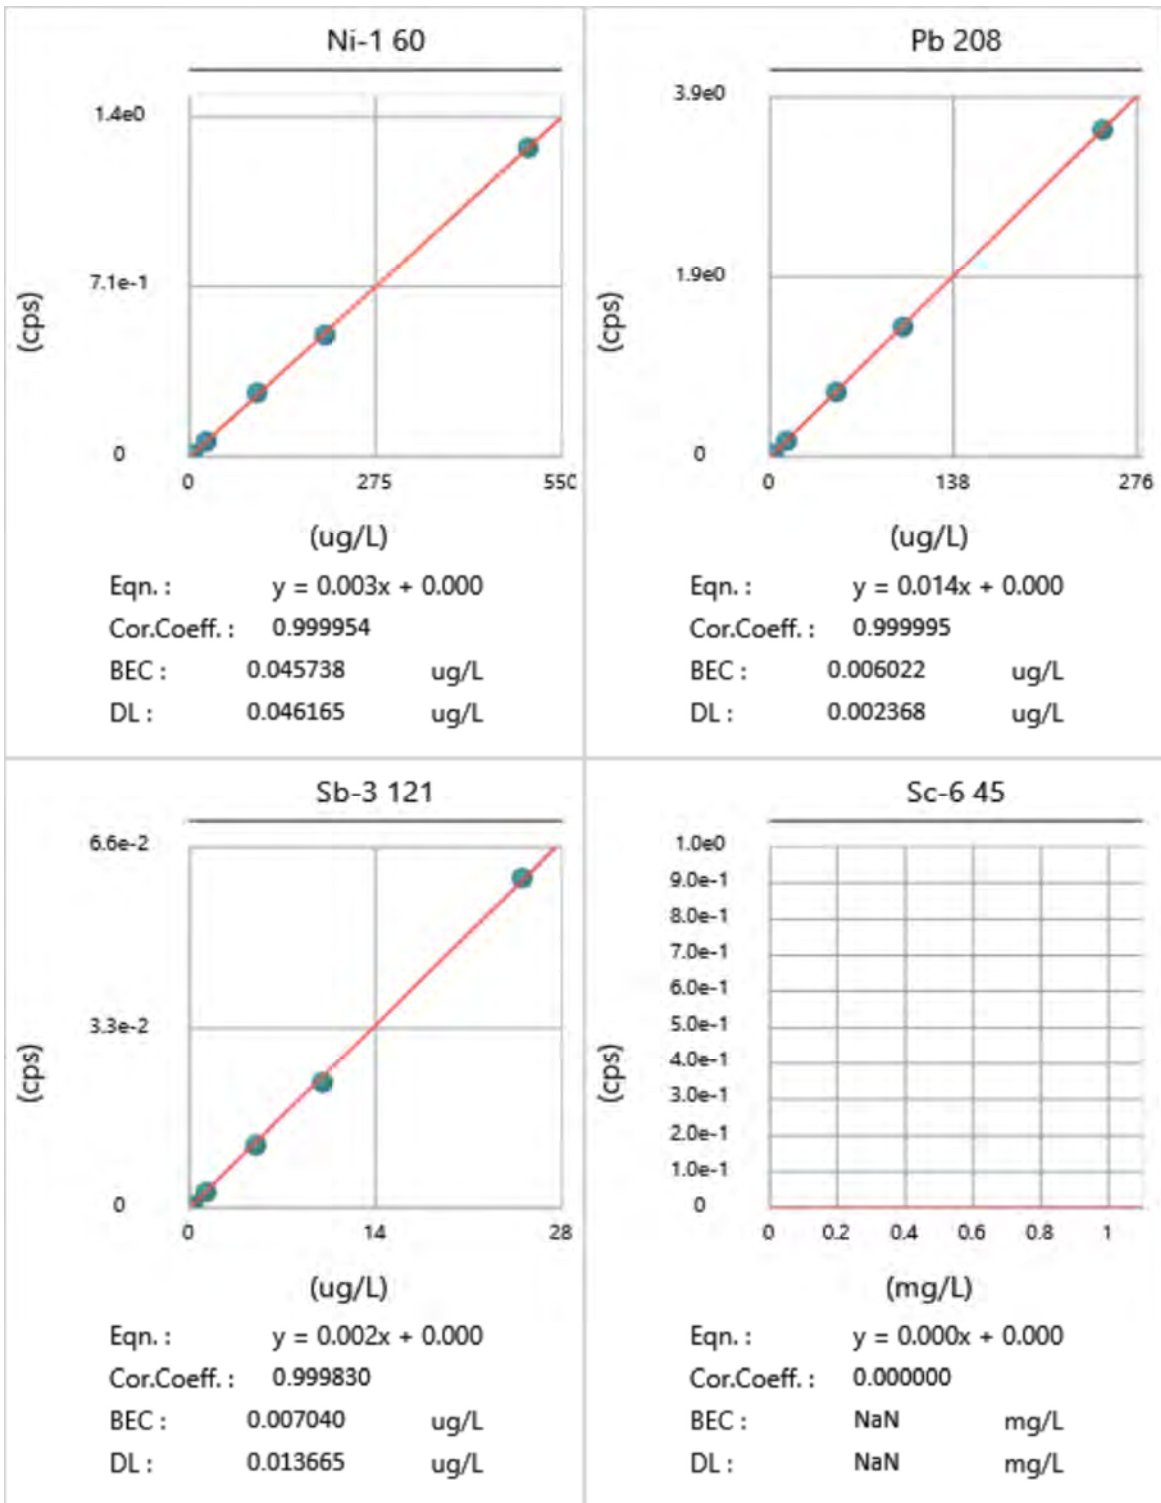 Ni-1 60
1.4e0
7.1e-1
0
(cps)
0 275 550
(ug/L)
Eqn. : y = 0.003x + 0.000
Cor.Coeff. : 0.999954
BEC : 0.045738 ug/L
DL : 0.046165 ug/L
Pb 208
3.9e0
1.9e0
0
(cps)
0 138 276
(ug/L)
Eqn. : y = 0.014x + 0.000
Cor.Coeff. : 0.999995
BEC : 0.006022 ug/L
DL : 0.002368 ug/L
Sb-3 121
6.6e-2
3.3e-2
0
(cps)
0 14 28
(ug/L)
Eqn. : y = 0.002x + 0.000
Cor.Coeff. : 0.999830
BEC : 0.007040 ug/L
DL : 0.013665 ug/L
Sc-6 45
1.0e0
9.0e-1
8.0e-1
7.0e-1
6.0e-1
5.0e-1
4.0e-1
3.0e-1
2.0e-1
1.0e-1
0
(cps)
0 0.2 0.4 0.6 0.8 1
(mg/L)
Eqn. : y = 0.000x + 0.000
Cor.Coeff. : 0.000000
BEC : NaN mg/L
DL : NaN mg/L